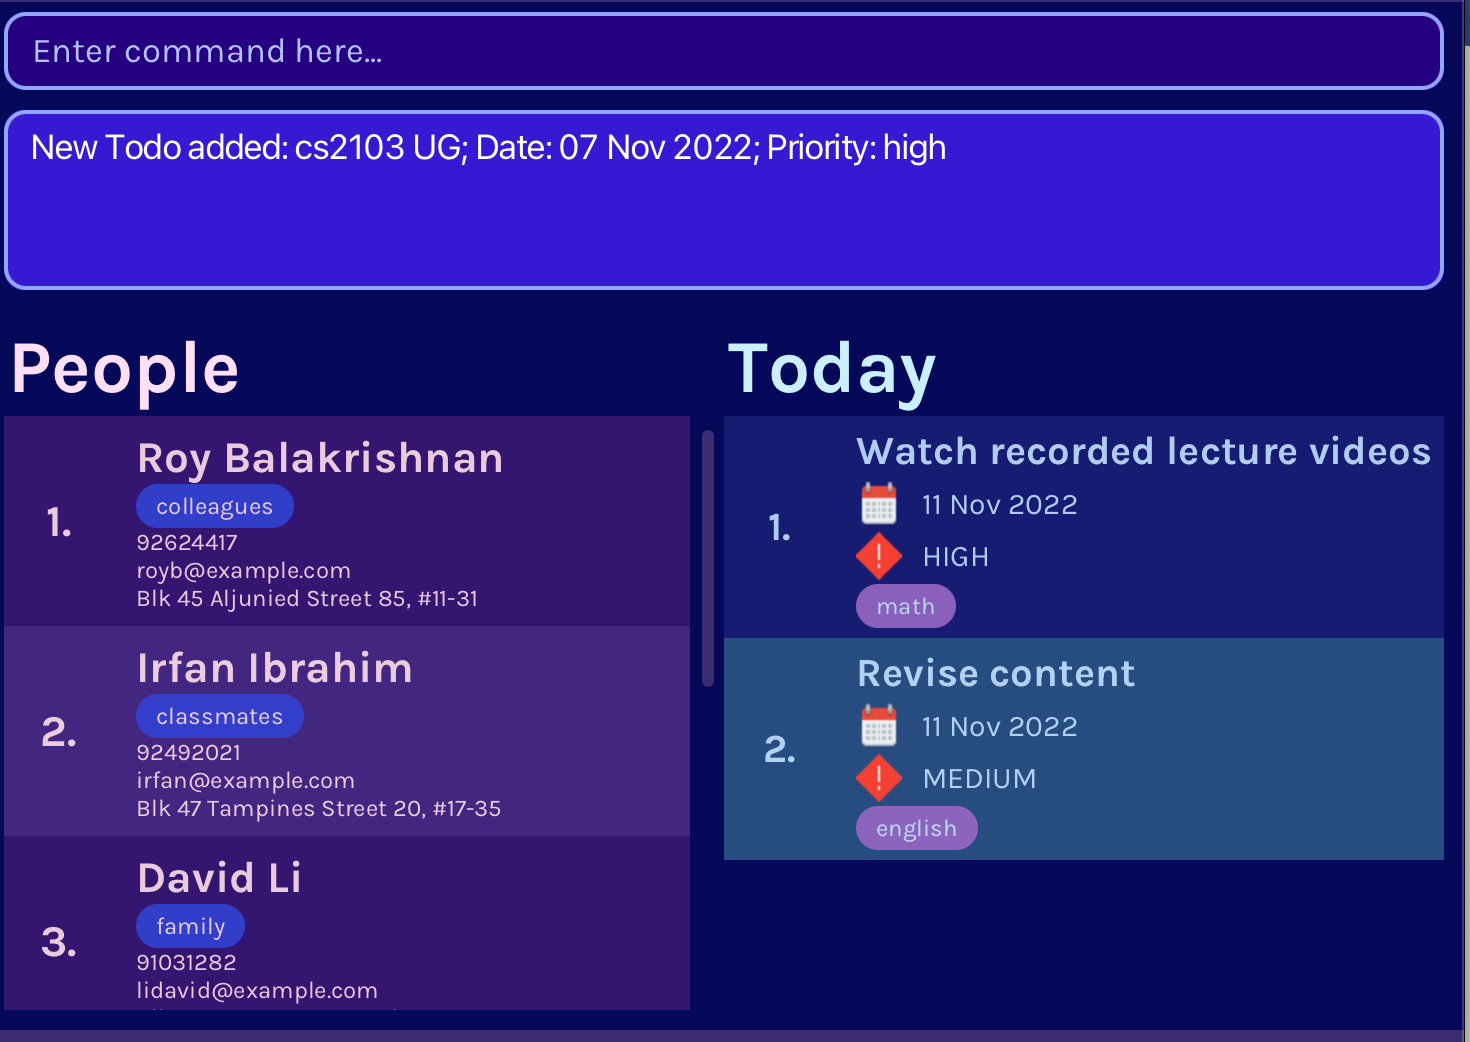 Enter command here...
New Todo added: cs2103 UG; Date: 07 Nov 2022; Priority: high
People
1.
Roy Balakrishnan
colleagues
92624417
royb@example.com
Blk 45 Aljunied Street 85, #11-31
2.
Irfan Ibrahim
classmates
92492021
irfan@example.com
Blk 47 Tampines Street 20, #17-35
3.
David Li
family
91031282
lidavid@example.com
Today
1.
Watch recorded lecture videos
11 Nov 2022
HIGH
math
2.
Revise content
11 Nov 2022
MEDIUM
english